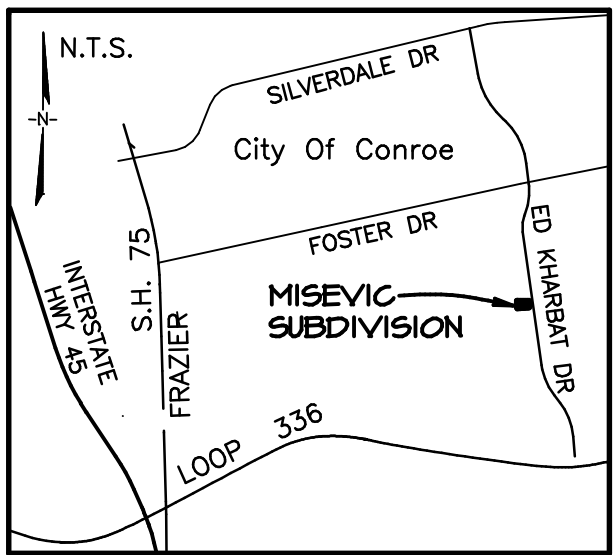 N.T.S.
-N-
SILVERDALE DR
City Of Conroe
FOSTER DR
ED KHARBAT DR
S.H. 75
INTERSTATE
HWY 45
MISEVIC
SUBDIVISION
FRAZIER
LOOP 336